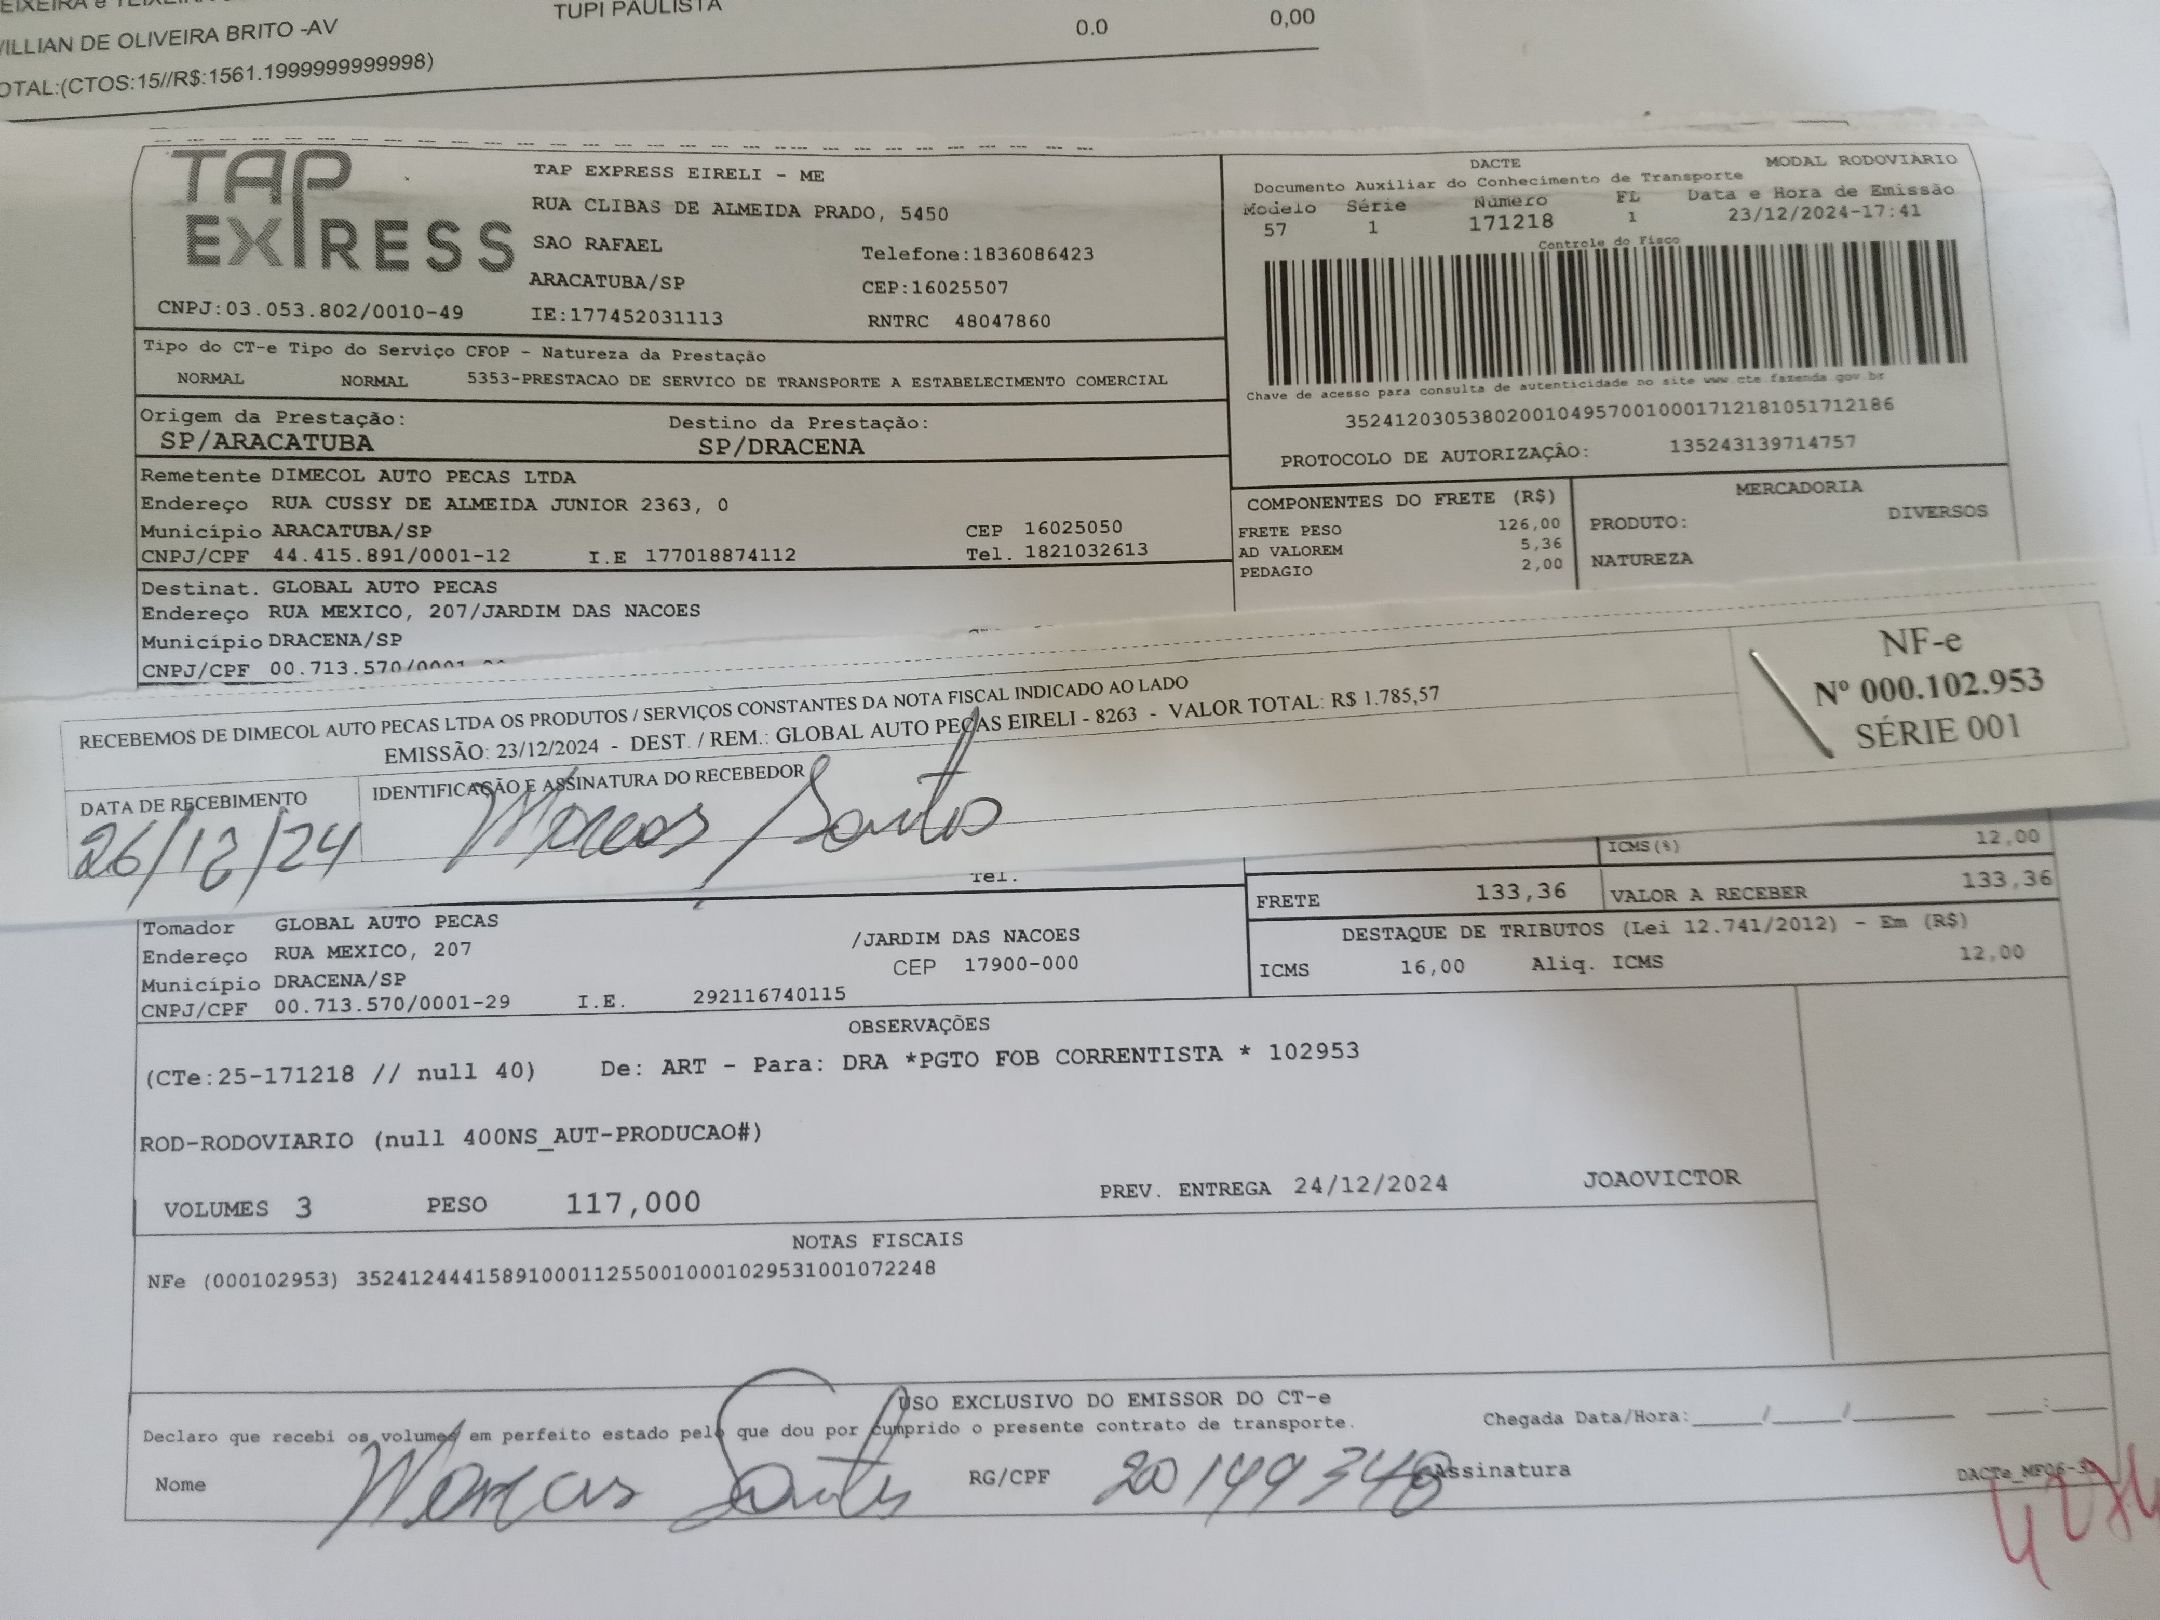 TUPI PAULISTA
WILLIAN DE OLIVEIRA BRITO -AV 0.0 0,00
OTAL:(CTOS:15//R$:1561.1999999999998)
TAP EXPRESS
TAP EXPRESS EIRELI - ME
RUA CLIBAS DE ALMEIDA PRADO, 5450
SAO RAFAEL Telefone:1836086423
ARACATUBA/SP CEP:16025507
CNPJ:03.053.802/0010-49 IE:177452031113 RNTRC 48047860
DACTE MODAL RODOVIARIO
Documento Auxiliar do Conhecimento de Transporte
Modelo Série Número FL Data e Hora de Emissão
57 1 171218 1 23/12/2024-17:41
Controle do Fisco
Chave de acesso para consulta de autenticidade no site www.cte.fazenda.gov.br
35241203053802001049570010001712181051712186
PROTOCOLO DE AUTORIZAÇÃO: 135243139714757
Tipo do CT-e Tipo do Serviço CFOP - Natureza da Prestação
NORMAL NORMAL 5353-PRESTACAO DE SERVICO DE TRANSPORTE A ESTABELECIMENTO COMERCIAL
Origem da Prestação: Destino da Prestação:
SP/ARACATUBA SP/DRACENA
Remetente DIMECOL AUTO PECAS LTDA
Endereço RUA CUSSY DE ALMEIDA JUNIOR 2363, 0
Município ARACATUBA/SP CEP 16025050
CNPJ/CPF 44.415.891/0001-12 I.E 177018874112 Tel. 1821032613
COMPONENTES DO FRETE (R$) MERCADORIA
FRETE PESO 126,00 PRODUTO: DIVERSOS
AD VALOREM 5,36
PEDAGIO 2,00 NATUREZA
Destinat. GLOBAL AUTO PECAS
Endereço RUA MEXICO, 207/JARDIM DAS NACOES
Município DRACENA/SP
CNPJ/CPF 00.713.570/0001
RECEBEMOS DE DIMECOL AUTO PECAS LTDA OS PRODUTOS / SERVIÇOS CONSTANTES DA NOTA FISCAL INDICADO AO LADO
EMISSÃO: 23/12/2024 - DEST. / REM.: GLOBAL AUTO PEÇAS EIRELI - 8263 - VALOR TOTAL: R$ 1.785,57
NF-e
Nº 000.102.953
SÉRIE 001
DATA DE RECEBIMENTO IDENTIFICAÇÃO E ASSINATURA DO RECEBEDOR
26/12/24 Marcos Santos
Tel.
ICMS(%) 12,00
FRETE 133,36 VALOR A RECEBER 133,36
DESTAQUE DE TRIBUTOS (Lei 12.741/2012) - Em (R$)
ICMS 16,00 Aliq. ICMS 12,00
Tomador GLOBAL AUTO PECAS
Endereço RUA MEXICO, 207 /JARDIM DAS NACOES
Município DRACENA/SP CEP 17900-000
CNPJ/CPF 00.713.570/0001-29 I.E. 292116740115
OBSERVAÇÕES
(CTe:25-171218 // null 40) De: ART - Para: DRA *PGTO FOB CORRENTISTA * 102953
ROD-RODOVIARIO (null 400NS_AUT-PRODUCAO#)
VOLUMES 3 PESO 117,000 PREV. ENTREGA 24/12/2024 JOAOVICTOR
NOTAS FISCAIS
NFe (000102953) 35241244415891000112550010001029531001072248
USO EXCLUSIVO DO EMISSOR DO CT-e
Declaro que recebi os volumes em perfeito estado pelo que dou por cumprido o presente contrato de transporte. Chegada Data/Hora:
Nome Marcos Santos RG/CPF 201493468 Assinatura